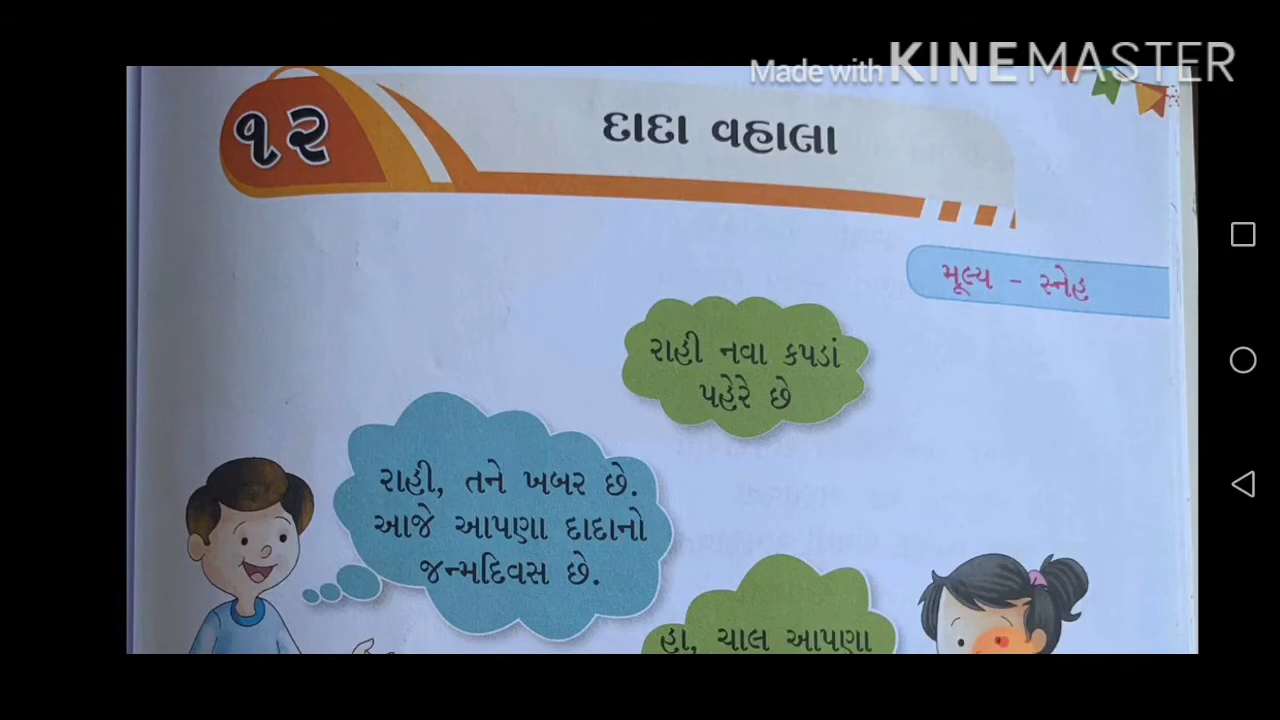 Made with KINEMASTER
૧૨
દાદા વહાલા
મૂલ્ય - સ્નેહ
રાહી નવા કપડાં
પહેરે છે
રાહી, તને ખબર છે.
આજે આપણા દાદાનો
જન્મદિવસ છે.
હા, ચાલ આપણા